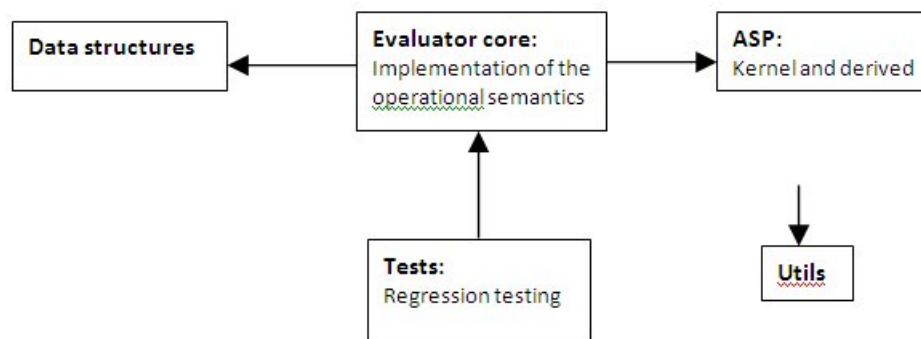 Data structures
Evaluator core:
Implementation of the
operational semantics
ASP:
Kernel and derived
Tests:
Regression testing
Utils